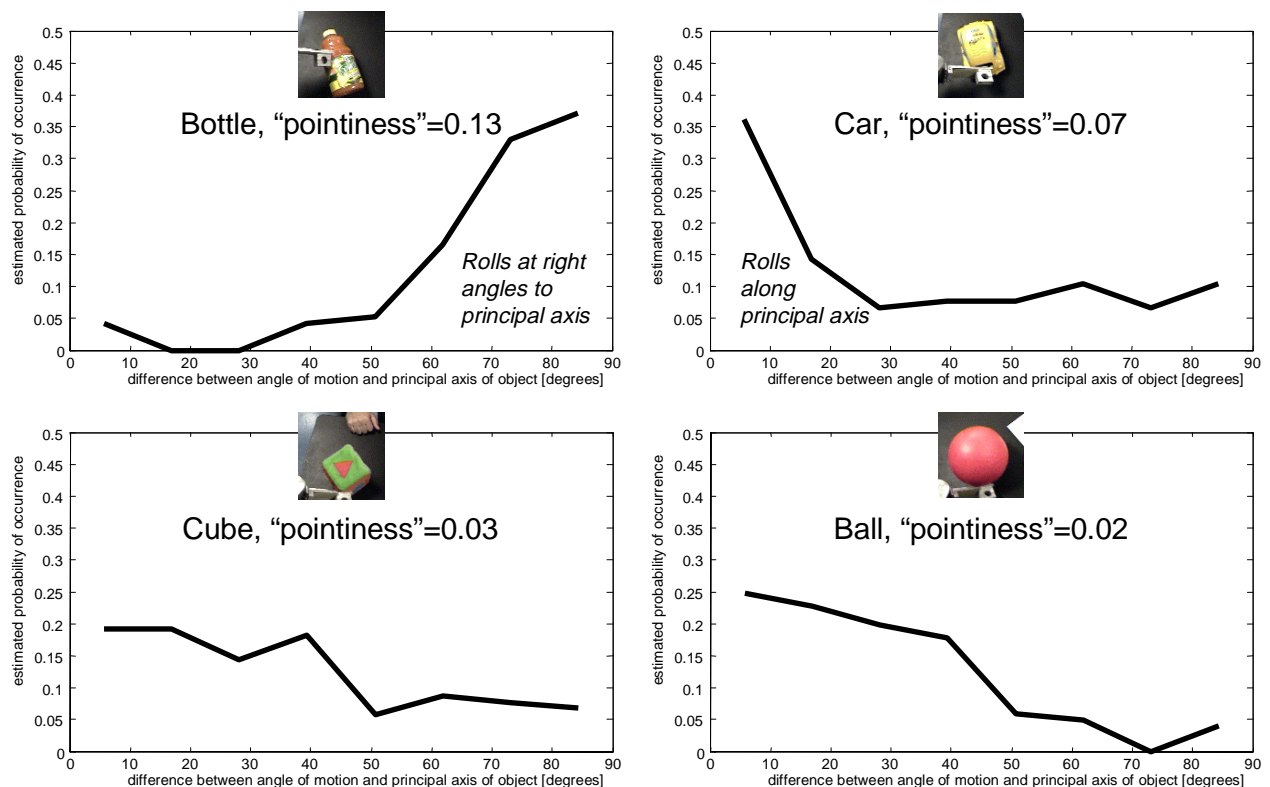 0.5
0.45
0.4
0.35
0.3
0.25
0.2
0.15
0.1
0.05
0
estimated probability of occurrence
Bottle, “pointiness”=0.13
Rolls at right
angles to
principal axis
0 10 20 30 40 50 60 70 80 90
difference between angle of motion and principal axis of object [degrees]
0.5
0.45
0.4
0.35
0.3
0.25
0.2
0.15
0.1
0.05
0
estimated probability of occurrence
Car, “pointiness”=0.07
Rolls
along
principal axis
0 10 20 30 40 50 60 70 80 90
difference between angle of motion and principal axis of object [degrees]
0.5
0.45
0.4
0.35
0.3
0.25
0.2
0.15
0.1
0.05
0
estimated probability of occurrence
Cube, “pointiness”=0.03
0 10 20 30 40 50 60 70 80 90
difference between angle of motion and principal axis of object [degrees]
0.5
0.45
0.4
0.35
0.3
0.25
0.2
0.15
0.1
0.05
0
estimated probability of occurrence
Ball, “pointiness”=0.02
0 10 20 30 40 50 60 70 80 90
difference between angle of motion and principal axis of object [degrees]